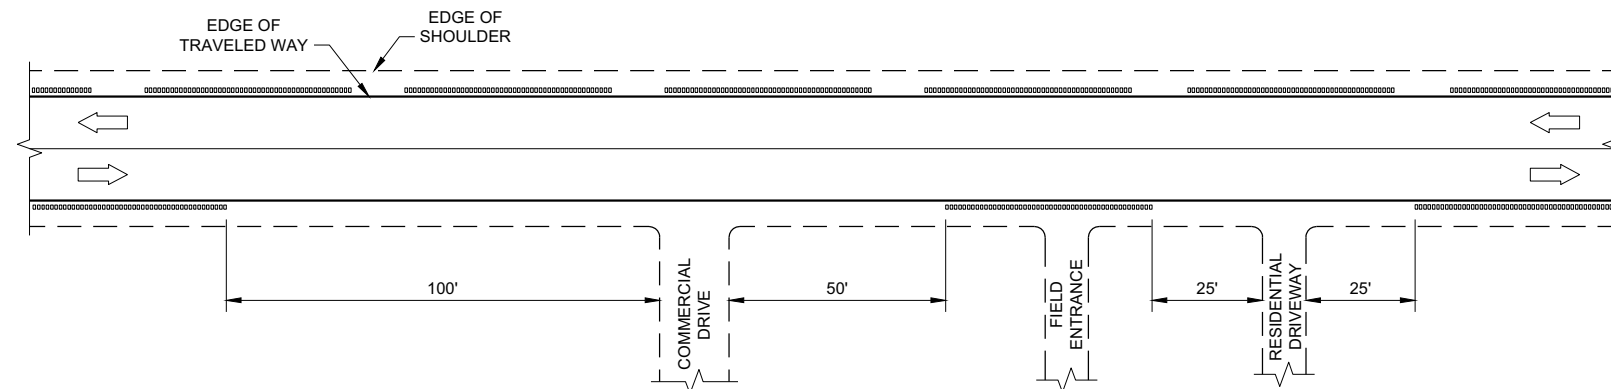 EDGE OF
TRAVELED WAY
EDGE OF
SHOULDER
100'
COMMERCIAL
DRIVE
50'
FIELD
ENTRANCE
25'
RESIDENTIAL
DRIVEWAY
25'